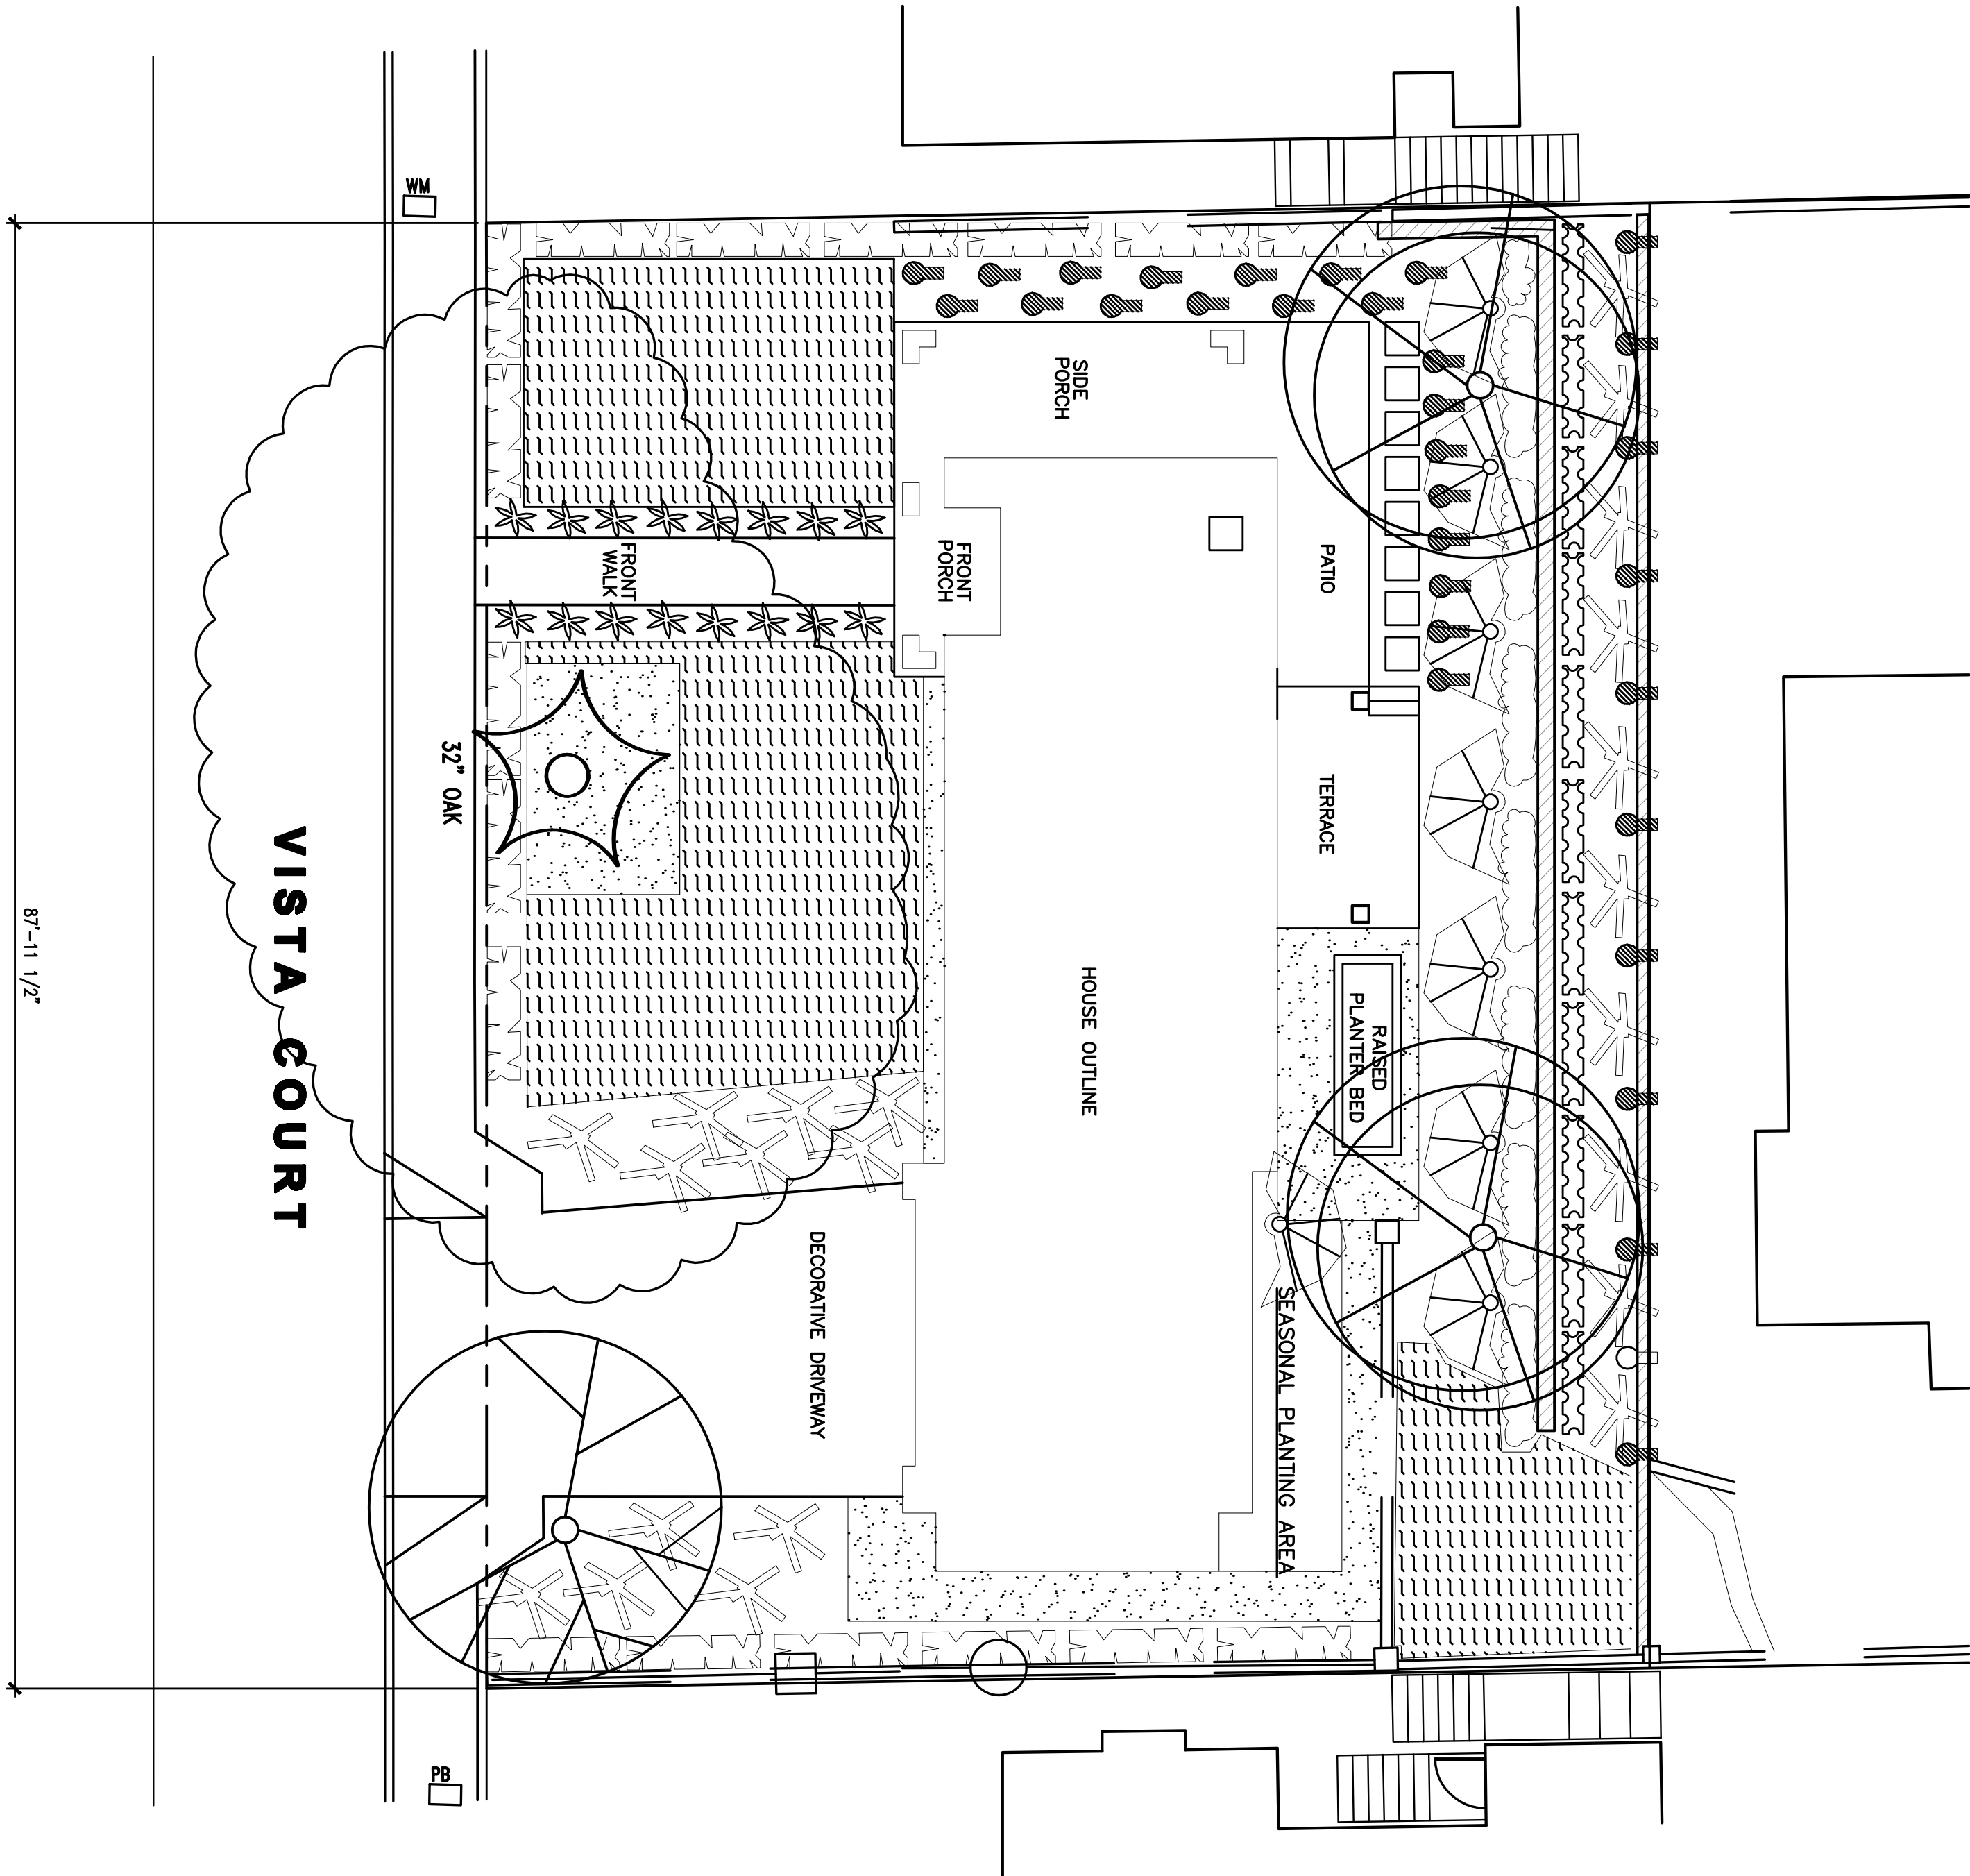 WM
SIDE
PORCH
FRONT
WALK
FRONT
PORCH
PATIO
32" OAK
TERRACE
VISTA COURT
87'-11 1/2"
HOUSE OUTLINE
RAISED
PLANTER BED
DECORATIVE DRIVEWAY
SEASONAL PLANTING AREA
PB